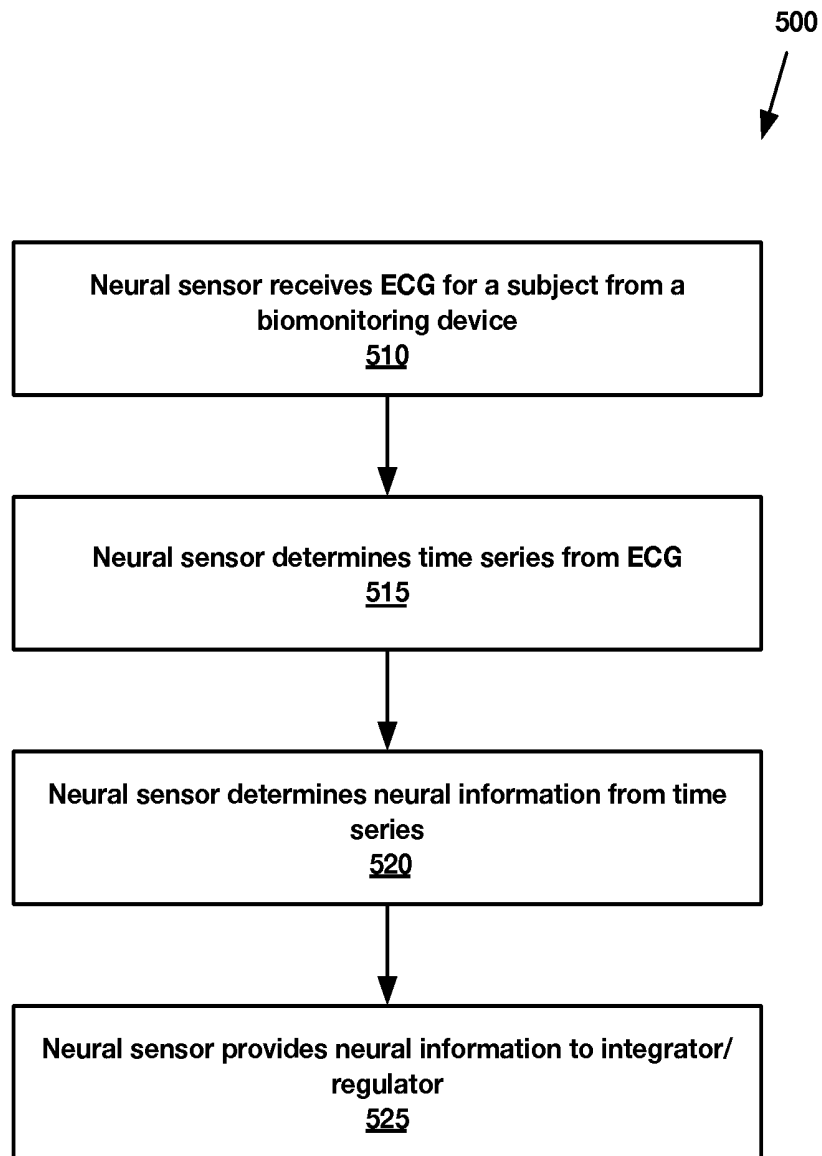 500
Neural sensor receives ECG for a subject from a
biomonitoring device
510
Neural sensor determines time series from ECG
515
Neural sensor determines neural information from time
series
520
Neural sensor provides neural information to integrator/
regulator
525